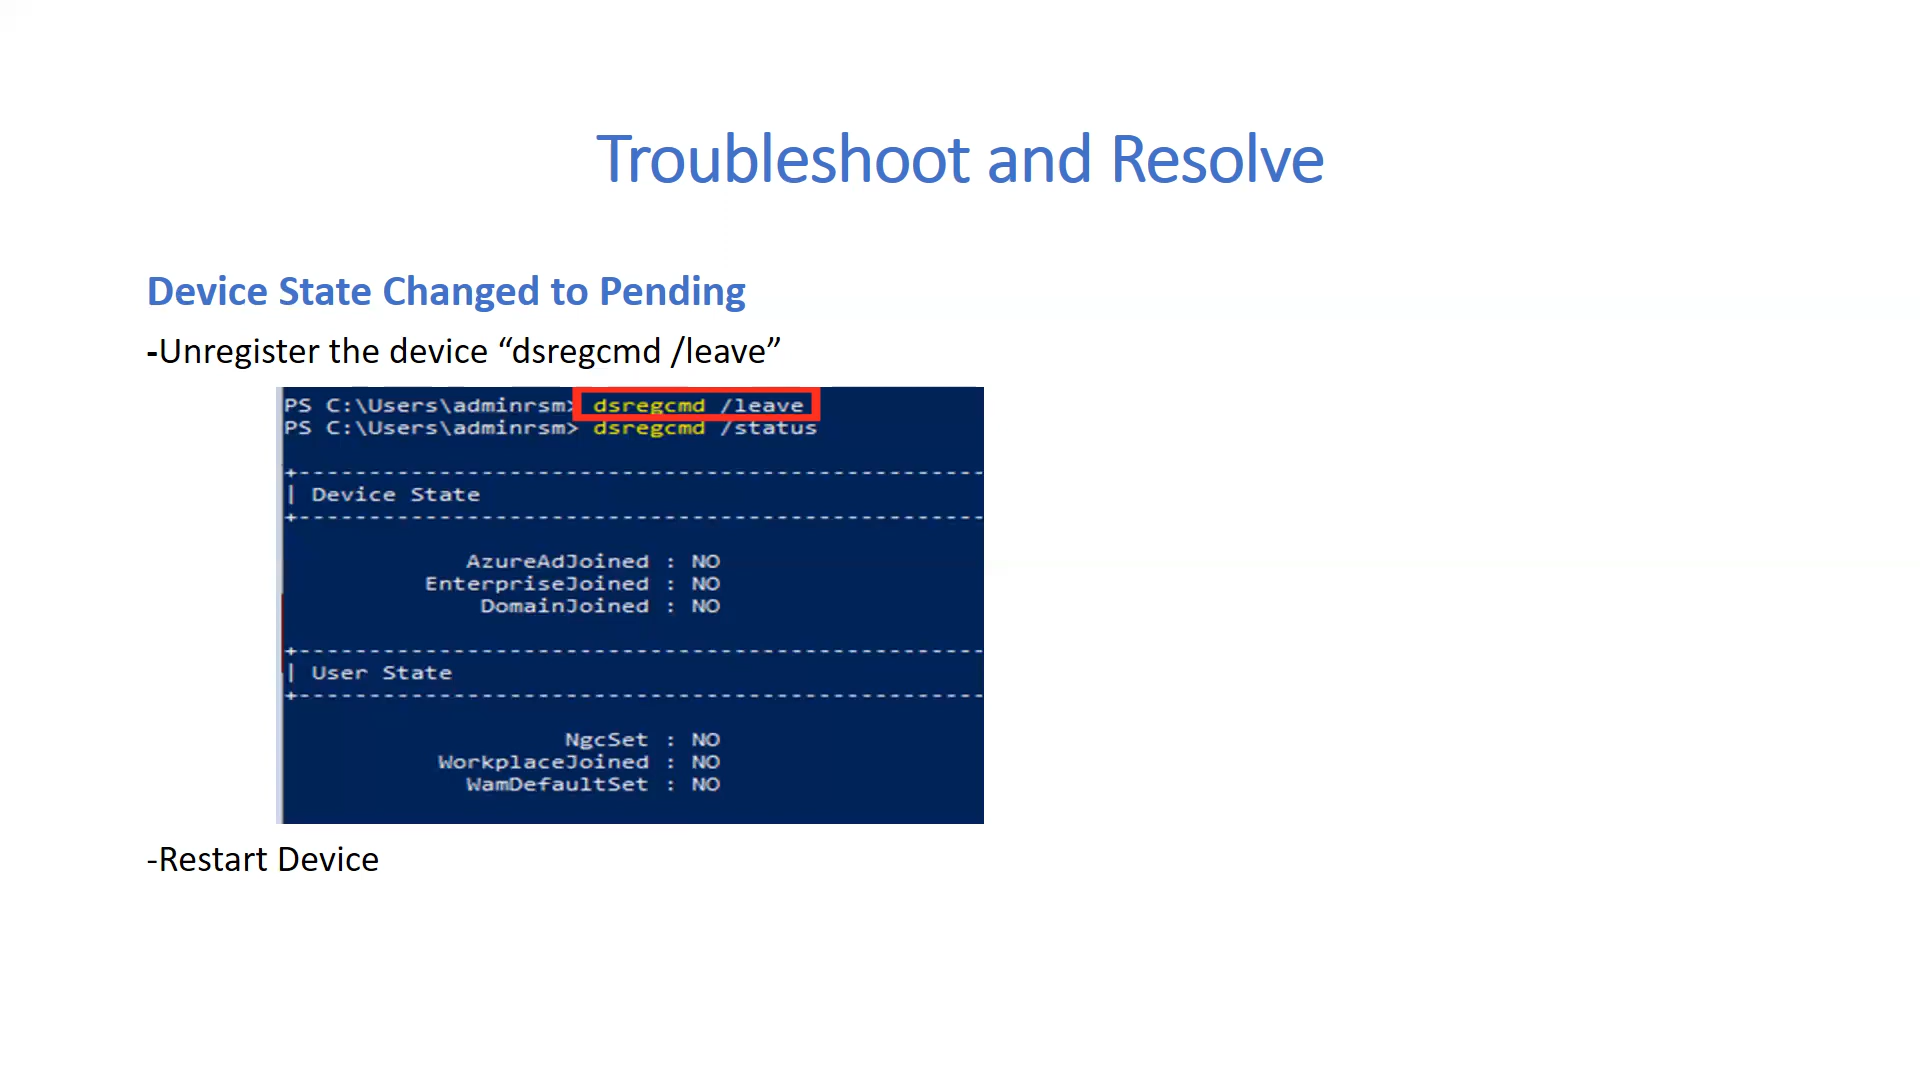 Troubleshoot and Resolve
Device State Changed to Pending
-Unregister the device “dsregcmd /leave”
PS C:\Users\adminrsm> dsregcmd /leave
PS C:\Users\adminrsm> dsregcmd /status
+----------------------------------------------------
| Device State
+----------------------------------------------------
AzureAdJoined : NO
EnterpriseJoined : NO
DomainJoined : NO
+----------------------------------------------------
| User State
+----------------------------------------------------
NgcSet : NO
WorkplaceJoined : NO
WamDefaultSet : NO
-Restart Device